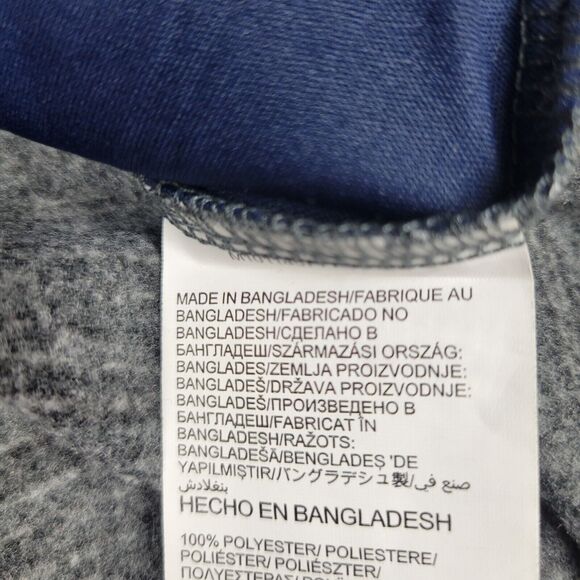 MADE IN BANGLADESH/FABRIQUE AU
BANGLADESH/FABRICADO NO
BANGLADESH/СДЕЛАНО В
БАНГЛАДЕШ/SZÁRMAZÁSI ORSZÁG:
BANGLADES/ZEMLJA PROIZVODNJE:
BANGLADEŠ/DRŽAVA PROIZVODNJE:
BANGLADEŠ/ПРОИЗВЕДЕНО В
БАНГЛАДЕШ/FABRICAT ÎN
BANGLADESH/RAŽOTS:
BANGLADEŠĀ/BENGLADEŞ 'DE
YAPILMIŞTIR/バングラデシュ製/صنع في
بنغلادش
HECHO EN BANGLADESH
100% POLYESTER/ POLIESTERE/
POLIÉSTER/ POLIÉSZTER/
ПОЛУЕСТЕРАС/